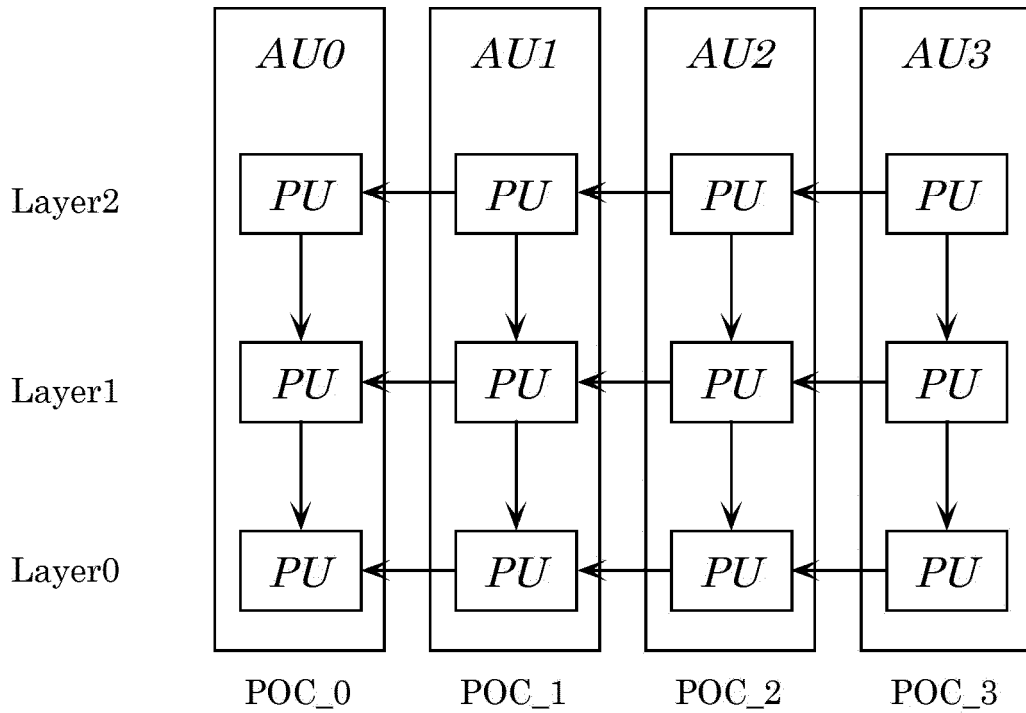 AU0 AU1 AU2 AU3
Layer2 PU PU PU PU
Layer1 PU PU PU PU
Layer0 PU PU PU PU
POC_0 POC_1 POC_2 POC_3